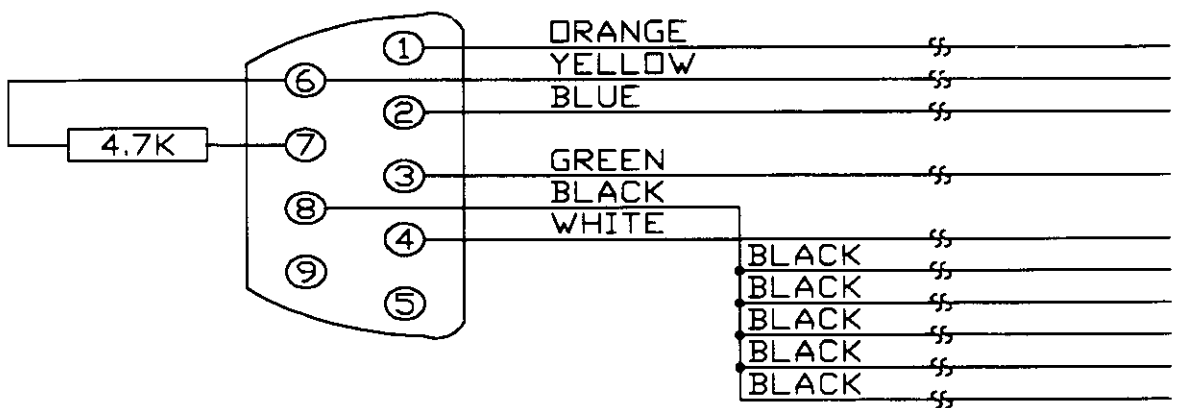 1 ORANGE
6 YELLOW
2 BLUE
4.7K 7
3 GREEN
8 BLACK
4 WHITE
BLACK
9
BLACK
5
BLACK
BLACK
BLACK